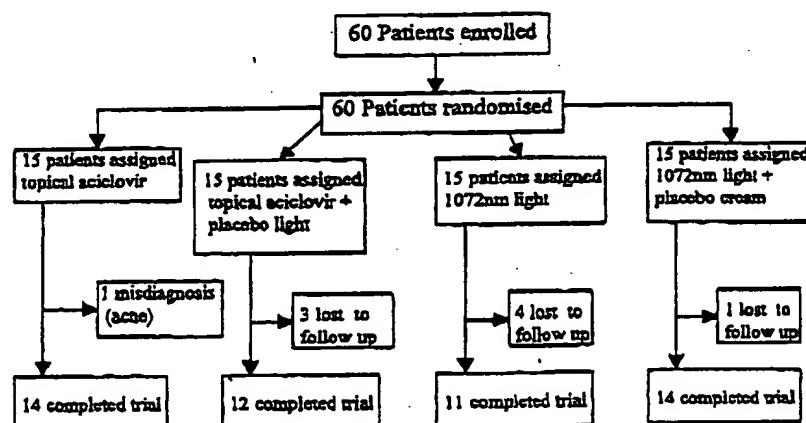 60 Patients enrolled
60 Patients randomised
15 patients assigned
topical aciclovir
15 patients assigned
topical aciclovir +
placebo light
15 patients assigned
1072nm light
15 patients assigned
1072nm light +
placebo cream
1 misdiagnosis
(acne)
3 lost to
follow up
4 lost to
follow up
1 lost to
follow up
14 completed trial
12 completed trial
11 completed trial
14 completed trial